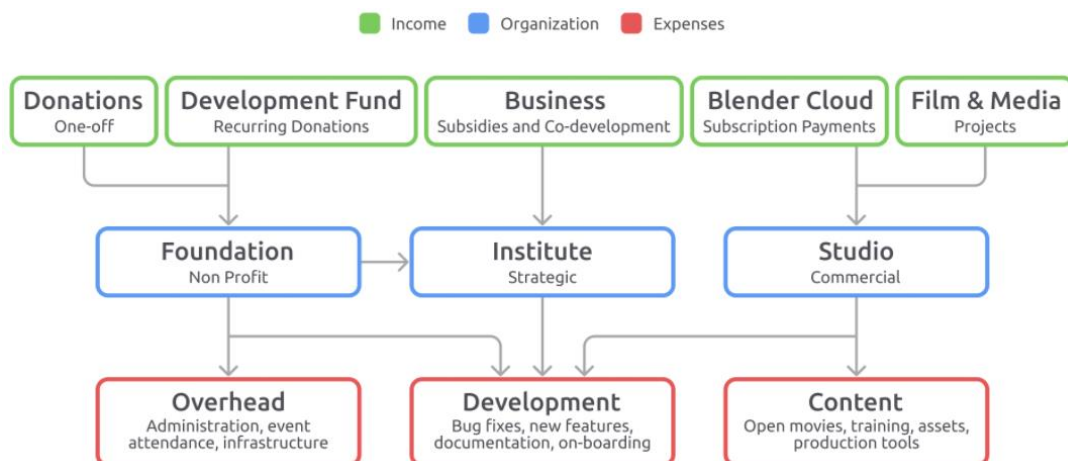 Income
Organization
Expenses
Donations
One-off
Development Fund
Recurring Donations
Business
Subsidies and Co-development
Blender Cloud
Subscription Payments
Film & Media
Projects
Foundation
Non Profit
Institute
Strategic
Studio
Commercial
Overhead
Administration, event
attendance, infrastructure
Development
Bug fixes, new features,
documentation, on-boarding
Content
Open movies, training, assets,
production tools